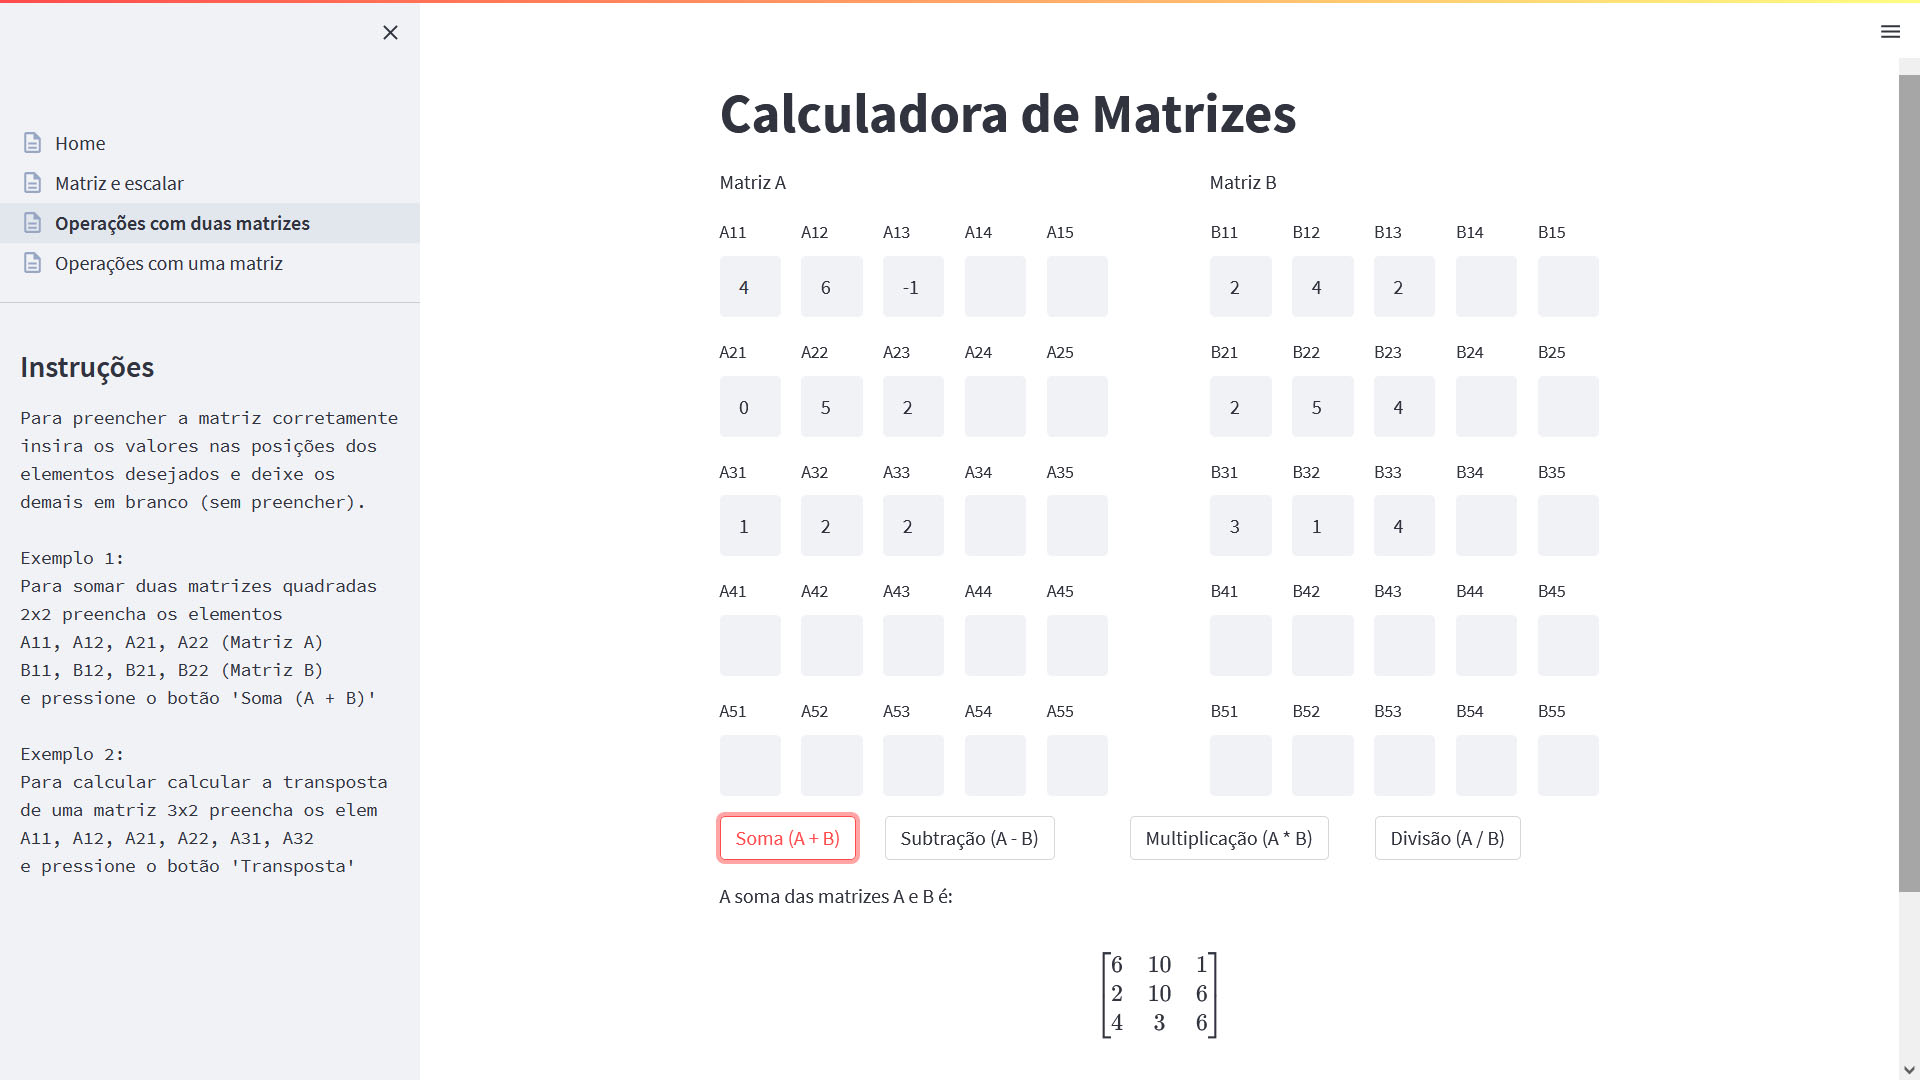 Home
Matriz e escalar
Operações com duas matrizes
Operações com uma matriz
Instruções
Para preencher a matriz corretamente
insira os valores nas posições dos
elementos desejados e deixe os
demais em branco (sem preencher).
Exemplo 1:
Para somar duas matrizes quadradas
2x2 preencha os elementos
A11, A12, A21, A22 (Matriz A)
B11, B12, B21, B22 (Matriz B)
e pressione o botão 'Soma (A + B)'
Exemplo 2:
Para calcular calcular a transposta
de uma matriz 3x2 preencha os elem
A11, A12, A21, A22, A31, A32
e pressione o botão 'Transposta'
Calculadora de Matrizes
Matriz A Matriz B
A11 A12 A13 A14 A15 B11 B12 B13 B14 B15
4 6 -1 2 4 2
A21 A22 A23 A24 A25 B21 B22 B23 B24 B25
0 5 2 2 5 4
A31 A32 A33 A34 A35 B31 B32 B33 B34 B35
1 2 2 3 1 4
A41 A42 A43 A44 A45 B41 B42 B43 B44 B45
A51 A52 A53 A54 A55 B51 B52 B53 B54 B55
Soma (A + B) Subtração (A - B) Multiplicação (A * B) Divisão (A / B)
A soma das matrizes A e B é:
6 10 1
2 10 6
4 3 6